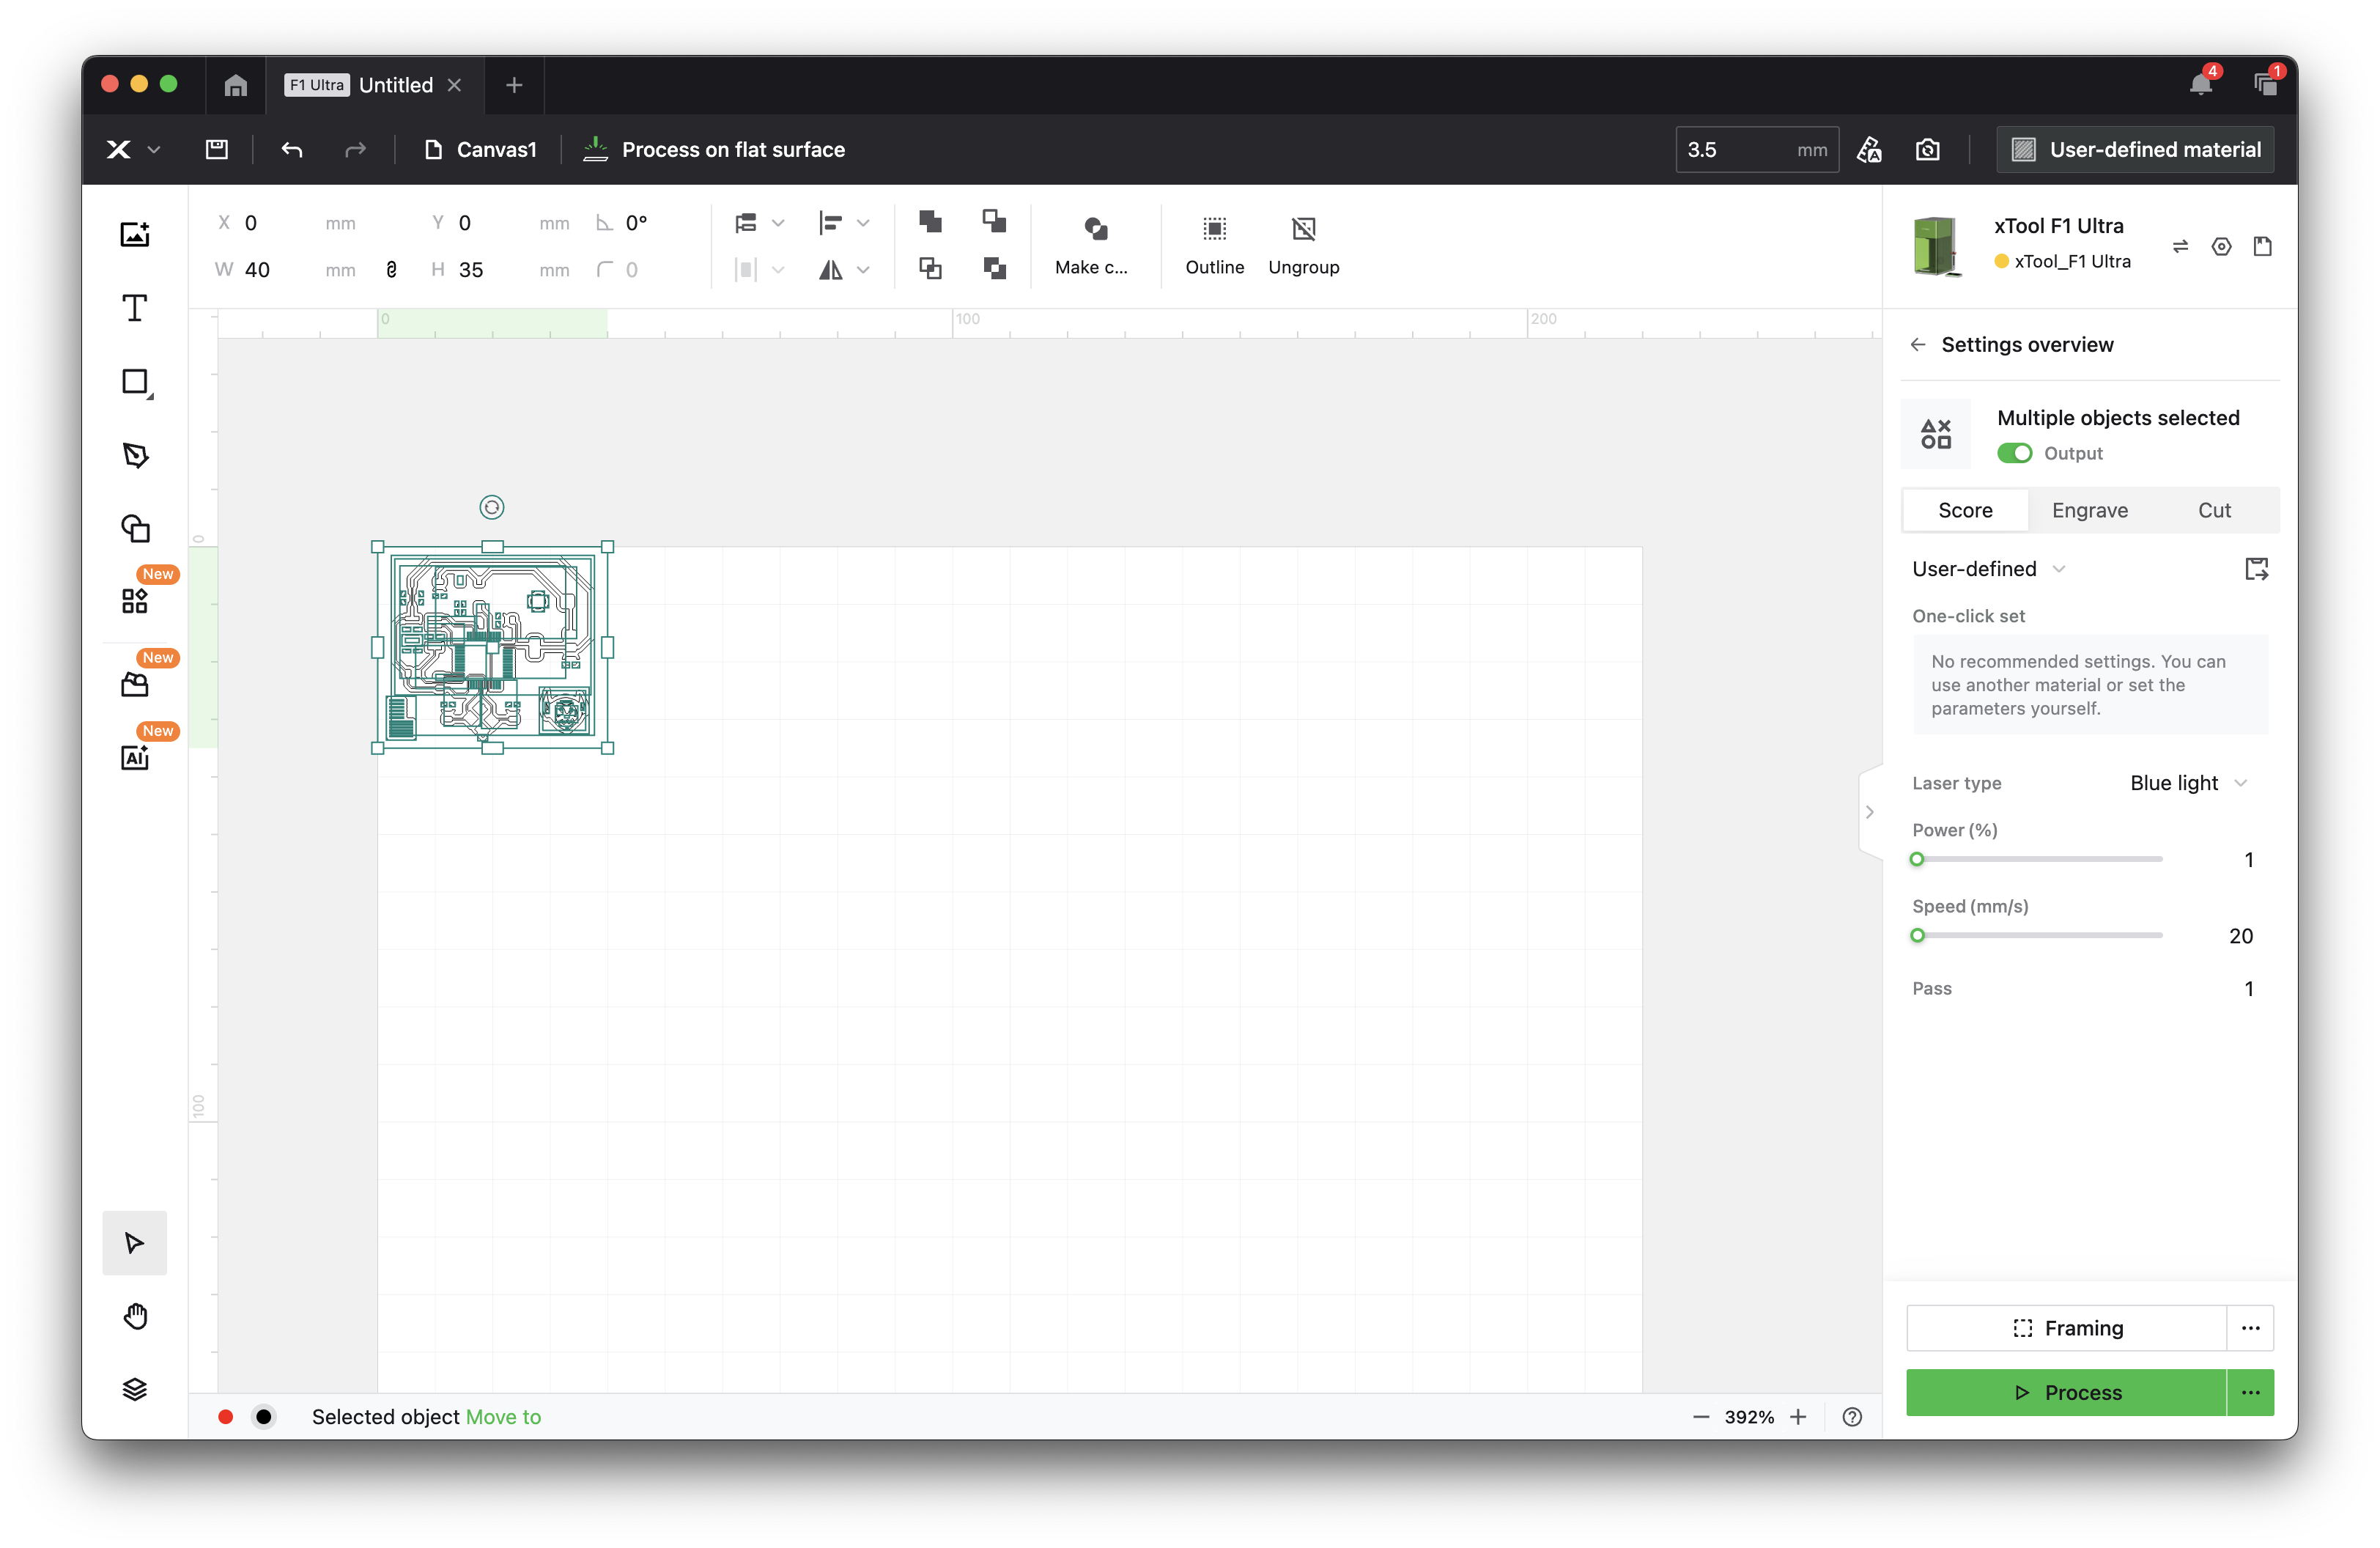 F1 Ultra Untitled
4
1
Canvas1
Process on flat surface
3.5 mm
User-defined material
X 0 mm Y 0 mm 0°
W 40 mm H 35 mm 0
Make c...
Outline
Ungroup
xTool F1 Ultra
xTool_F1 Ultra
0 100 200
Settings overview
Multiple objects selected
Output
Score Engrave Cut
0
New
User-defined
One-click set
No recommended settings. You can
use another material or set the
parameters yourself.
New
New
AI
Laser type Blue light
Power (%)
1
Speed (mm/s)
20
Pass 1
100
Framing
Process
Selected object Move to
392%